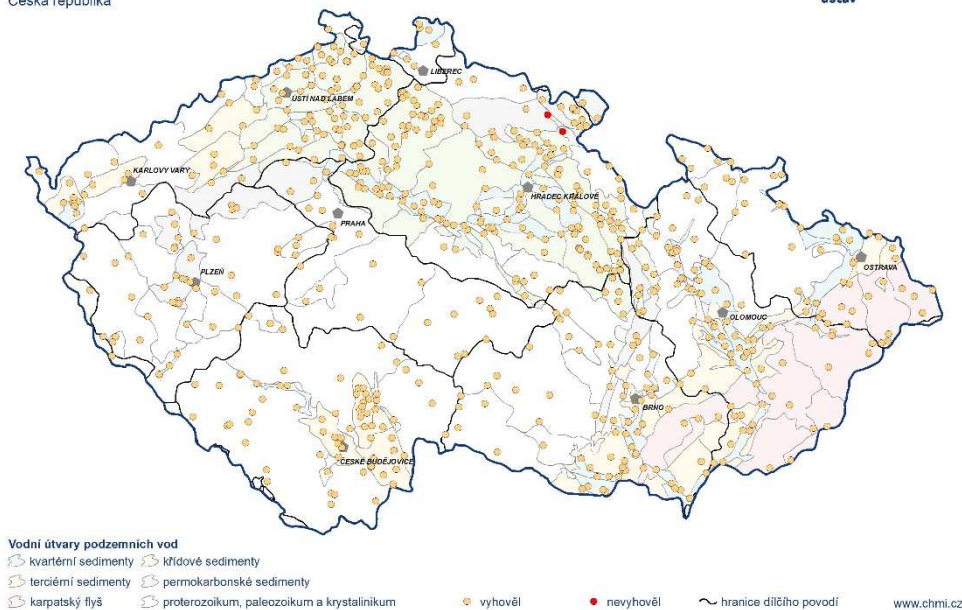 Česká republika
ústav
LIBEREC
ÚSTÍ NAD LABEM
KARLOVY VARY
HRADEC KRÁLOVÉ
PRAHA
PLZEŇ
OSTRAVA
OLOMOUC
BRNO
ČESKÉ BUDĚJOVICE
Vodní útvary podzemních vod
kvartérní sedimenty křídové sedimenty
terciérní sedimenty permokarbonské sedimenty
karpatský flyš proterozoikum, paleozoikum a krystalinikum vyhověl nevyhověl hranice dílčího povodí www.chmi.cz